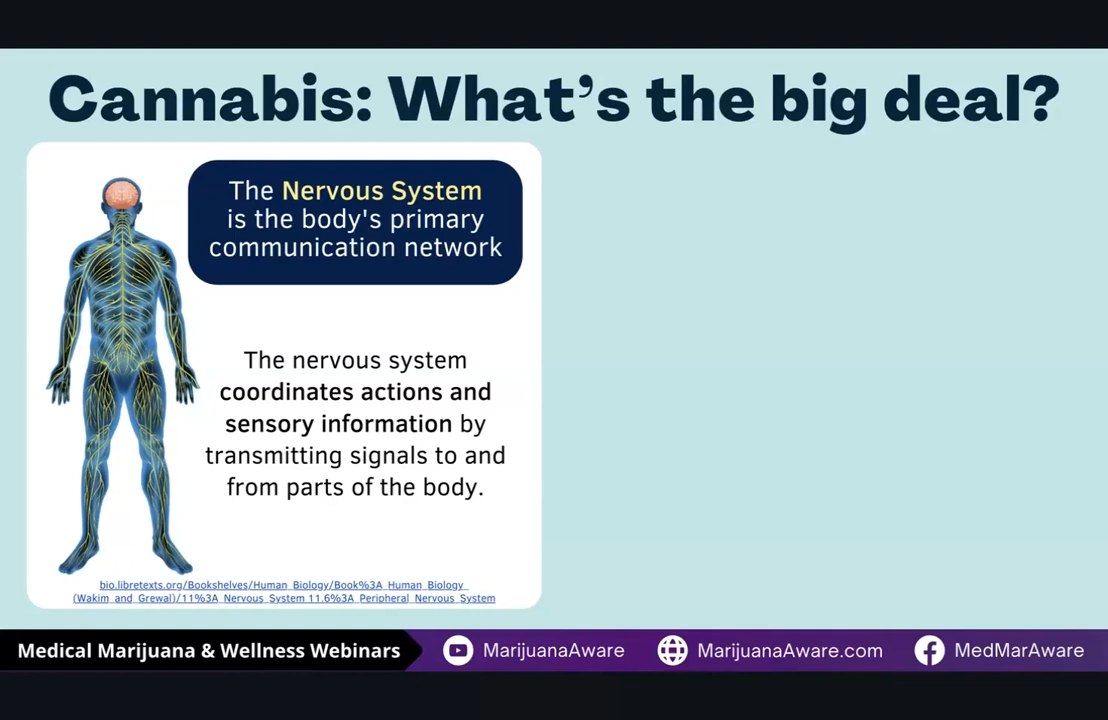 Cannabis: What's the big deal?
The Nervous System
is the body's primary
communication network
The nervous system
coordinates actions and
sensory information by
transmitting signals to and
from parts of the body.
bio.libretexts.org/Bookshelves/Human_Biology/Book%3A_Human_Biology_
(Wakim_and_Grewal)/11%3A_Nervous_System 11.6%3A_Peripheral_Nervous_System
Medical Marijuana & Wellness Webinars
MarijuanaAware
MarijuanaAware.com
MedMarAware